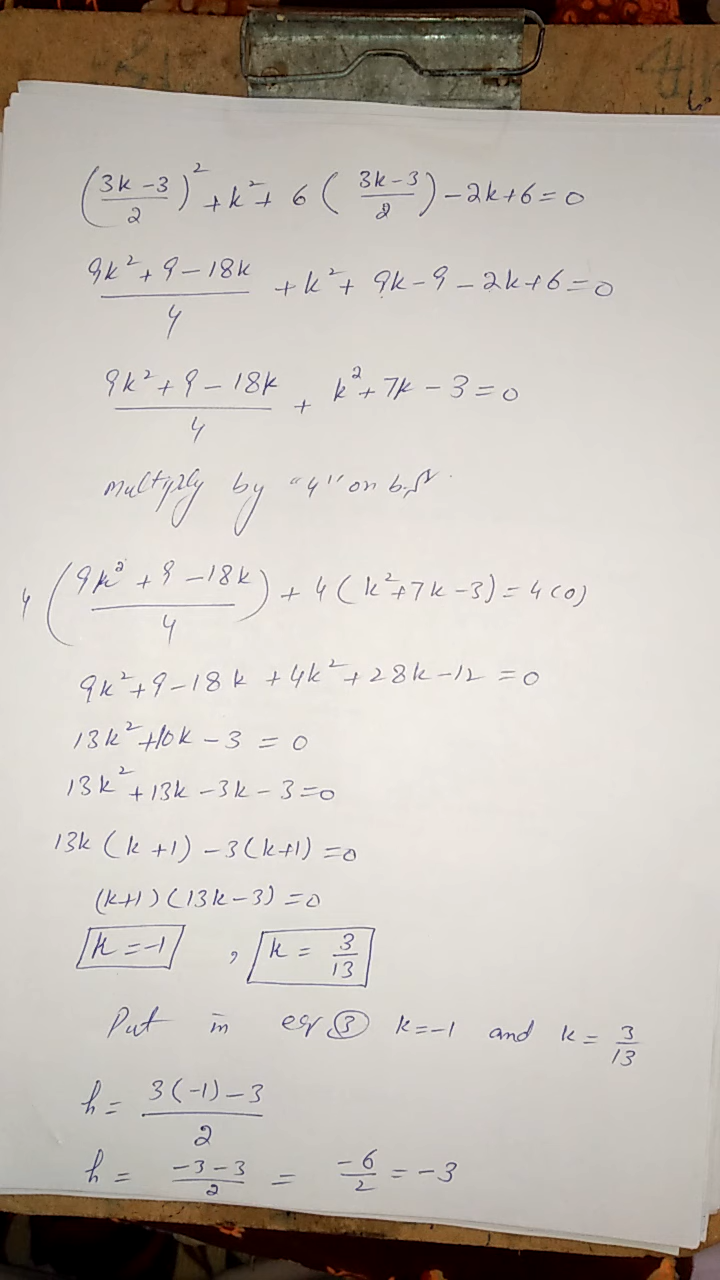 (3k-3/2)² + k² + 6(3k-3/2) - 2k+6=0
9k²+9-18k/4 + k² + 9k-9-2k+6=0
9k²+9-18k/4 + k²+7k-3=0
multiply by "4" on b.s
4(9k²+9-18k/4) + 4(k²+7k-3)=4(0)
9k²+9-18k+4k²+28k-12=0
13k²+10k-3=0
13k²+13k-3k-3=0
13k(k+1)-3(k+1)=0
(k+1)(13k-3)=0
k=-1 , k=3/13
Put in eq ③ k=-1 and k=3/13
h= 3(-1)-3/2
h= -3-3/2 = -6/2 = -3